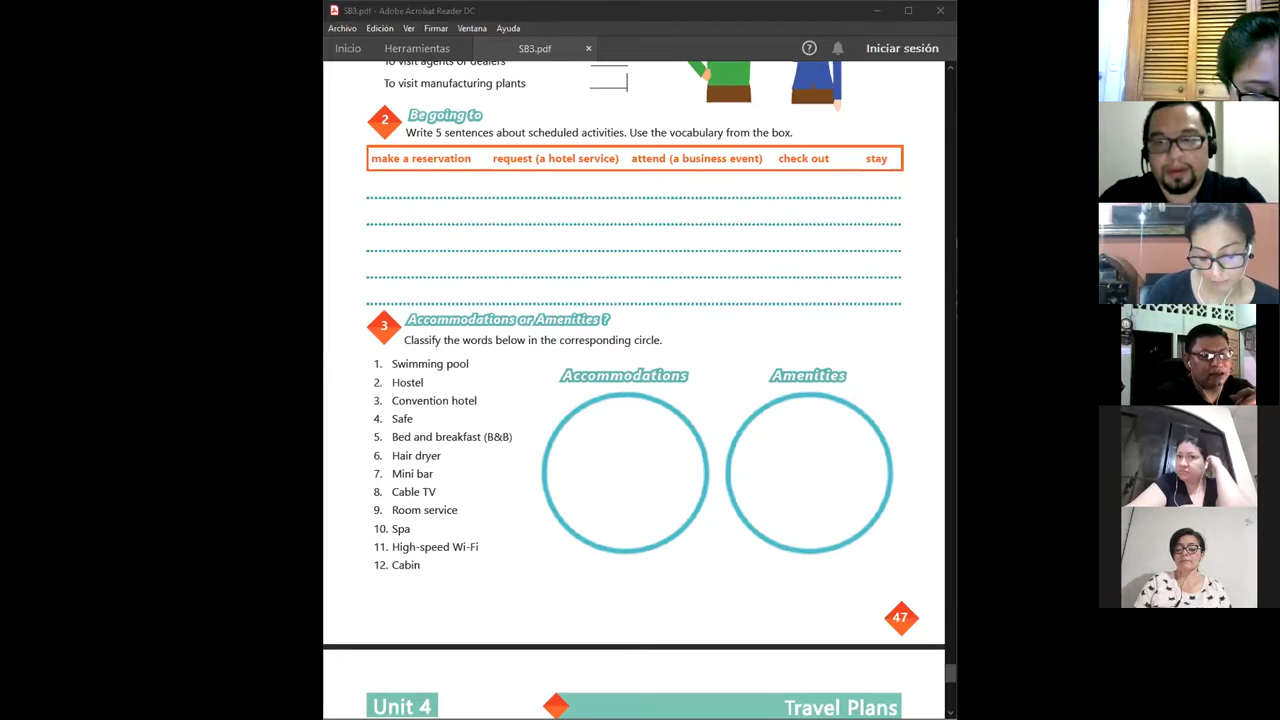 SB3.pdf - Adobe Acrobat Reader DC
Archivo Edición Ver Firmar Ventana Ayuda
Inicio Herramientas SB3.pdf × ? Iniciar sesión
To visit agents or dealers
To visit manufacturing plants
2 Be going to
Write 5 sentences about scheduled activities. Use the vocabulary from the box.
make a reservation request (a hotel service) attend (a business event) check out stay
3 Accommodations or Amenities ?
Classify the words below in the corresponding circle.
1. Swimming pool
2. Hostel
3. Convention hotel
4. Safe
5. Bed and breakfast (B&B)
6. Hair dryer
7. Mini bar
8. Cable TV
9. Room service
10. Spa
11. High-speed Wi-Fi
12. Cabin
Accommodations Amenities
47
Unit 4 Travel Plans